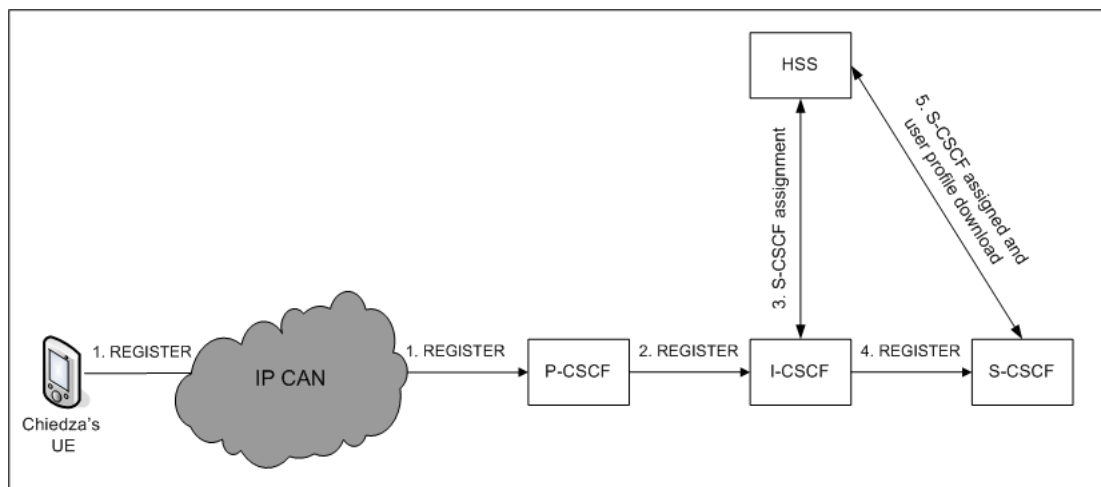 HSS
3. S-CSCF assignment
5. S-CSCF assigned and
user profile download
1. REGISTER
IP CAN
1. REGISTER
P-CSCF
2. REGISTER
I-CSCF
4. REGISTER
S-CSCF
Chiedza's
UE